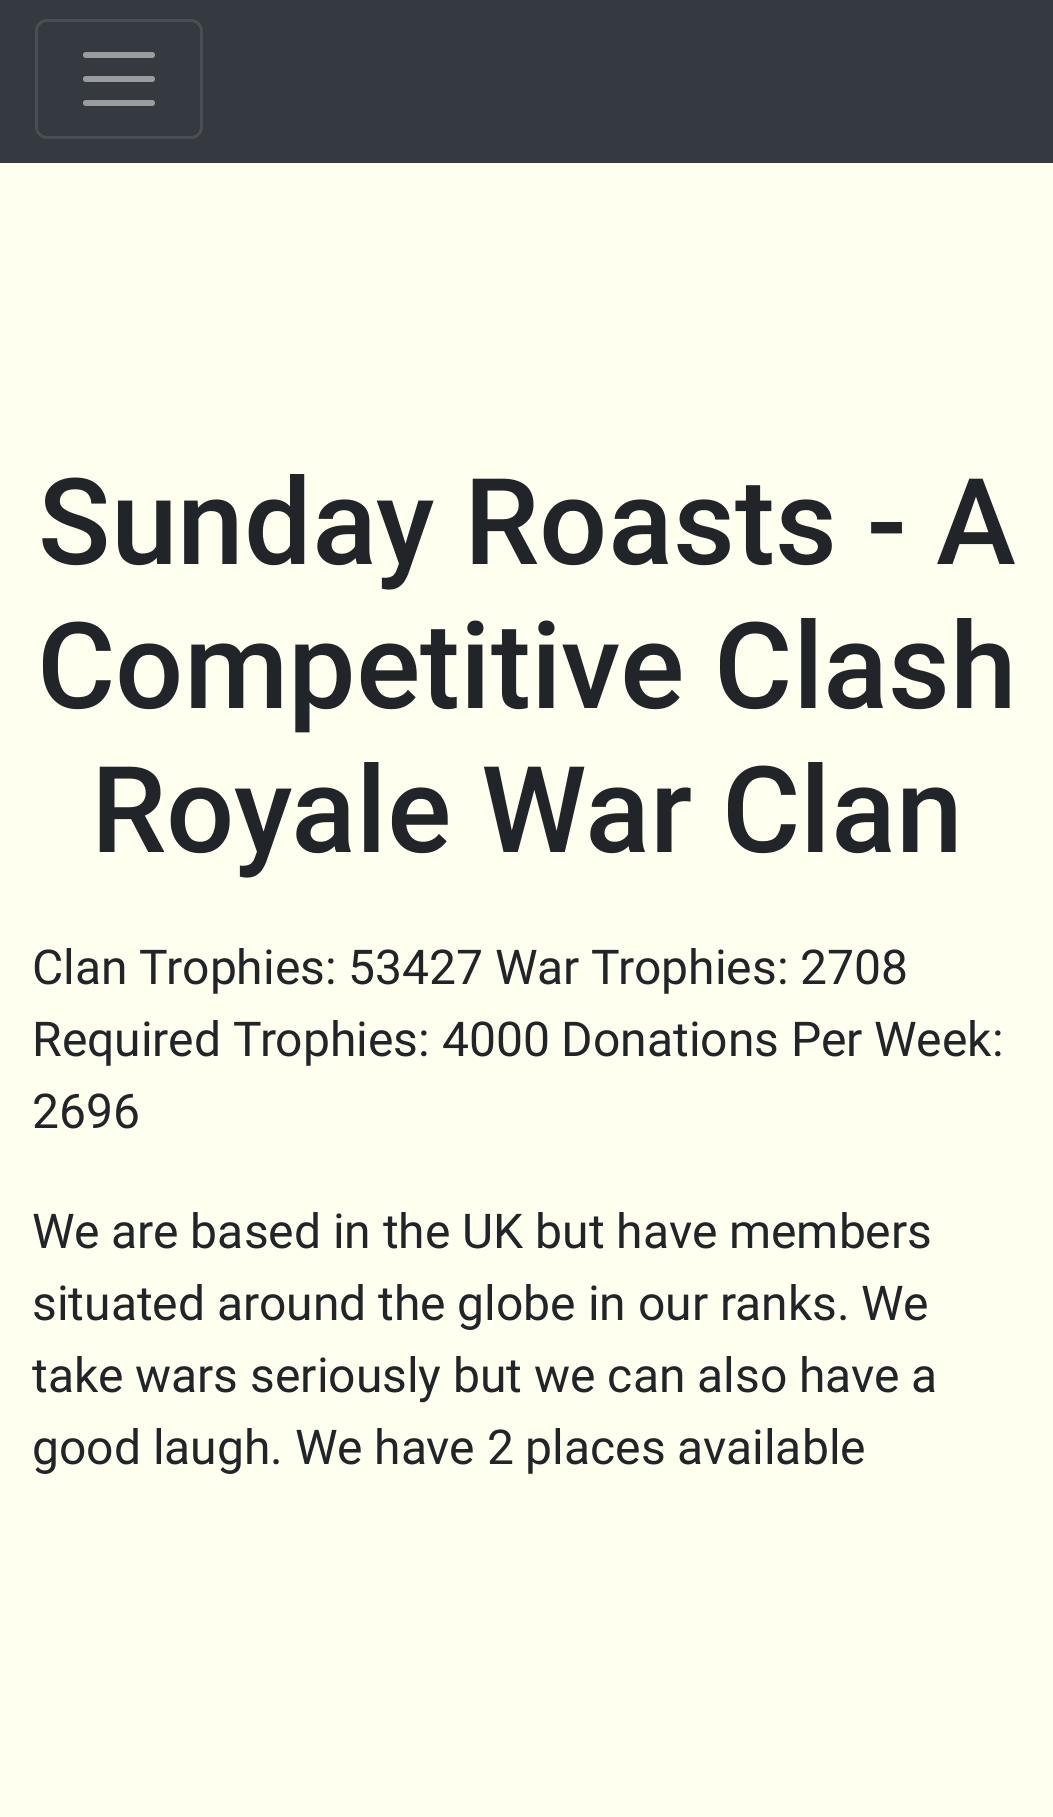 Sunday Roasts - A
Competitive Clash
Royale War Clan
Clan Trophies: 53427 War Trophies: 2708
Required Trophies: 4000 Donations Per Week:
2696
We are based in the UK but have members
situated around the globe in our ranks. We
take wars seriously but we can also have a
good laugh. We have 2 places available